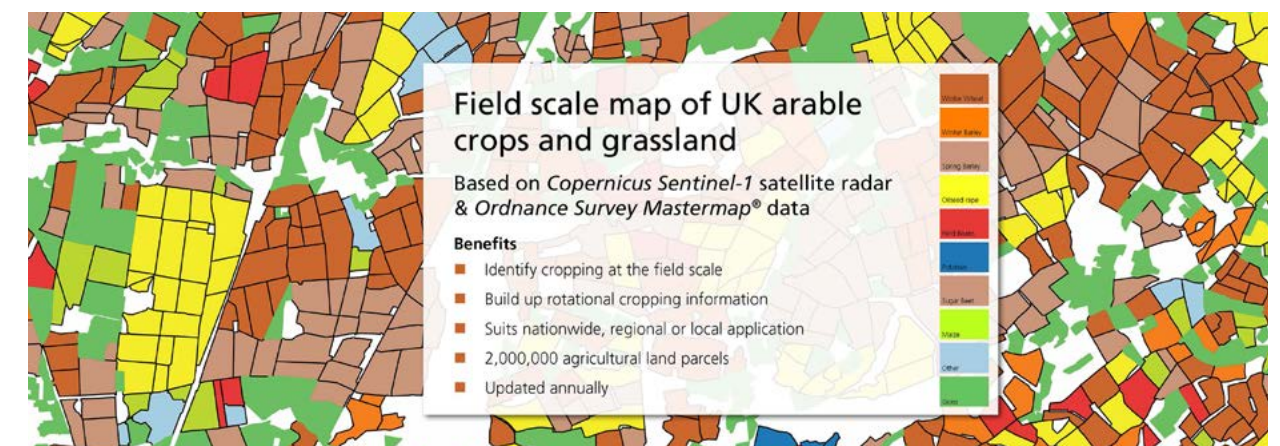 Field scale map of UK arable
crops and grassland
Based on Copernicus Sentinel-1 satellite radar
& Ordnance Survey Mastermap® data
Benefits
Identify cropping at the field scale
Build up rotational cropping information
Suits nationwide, regional or local application
2,000,000 agricultural land parcels
Updated annually
Winter Wheat
Winter Barley
Spring Barley
Oilseed rape
Field Beans
Potatoes
Sugar Beet
Maize
Other
Grass